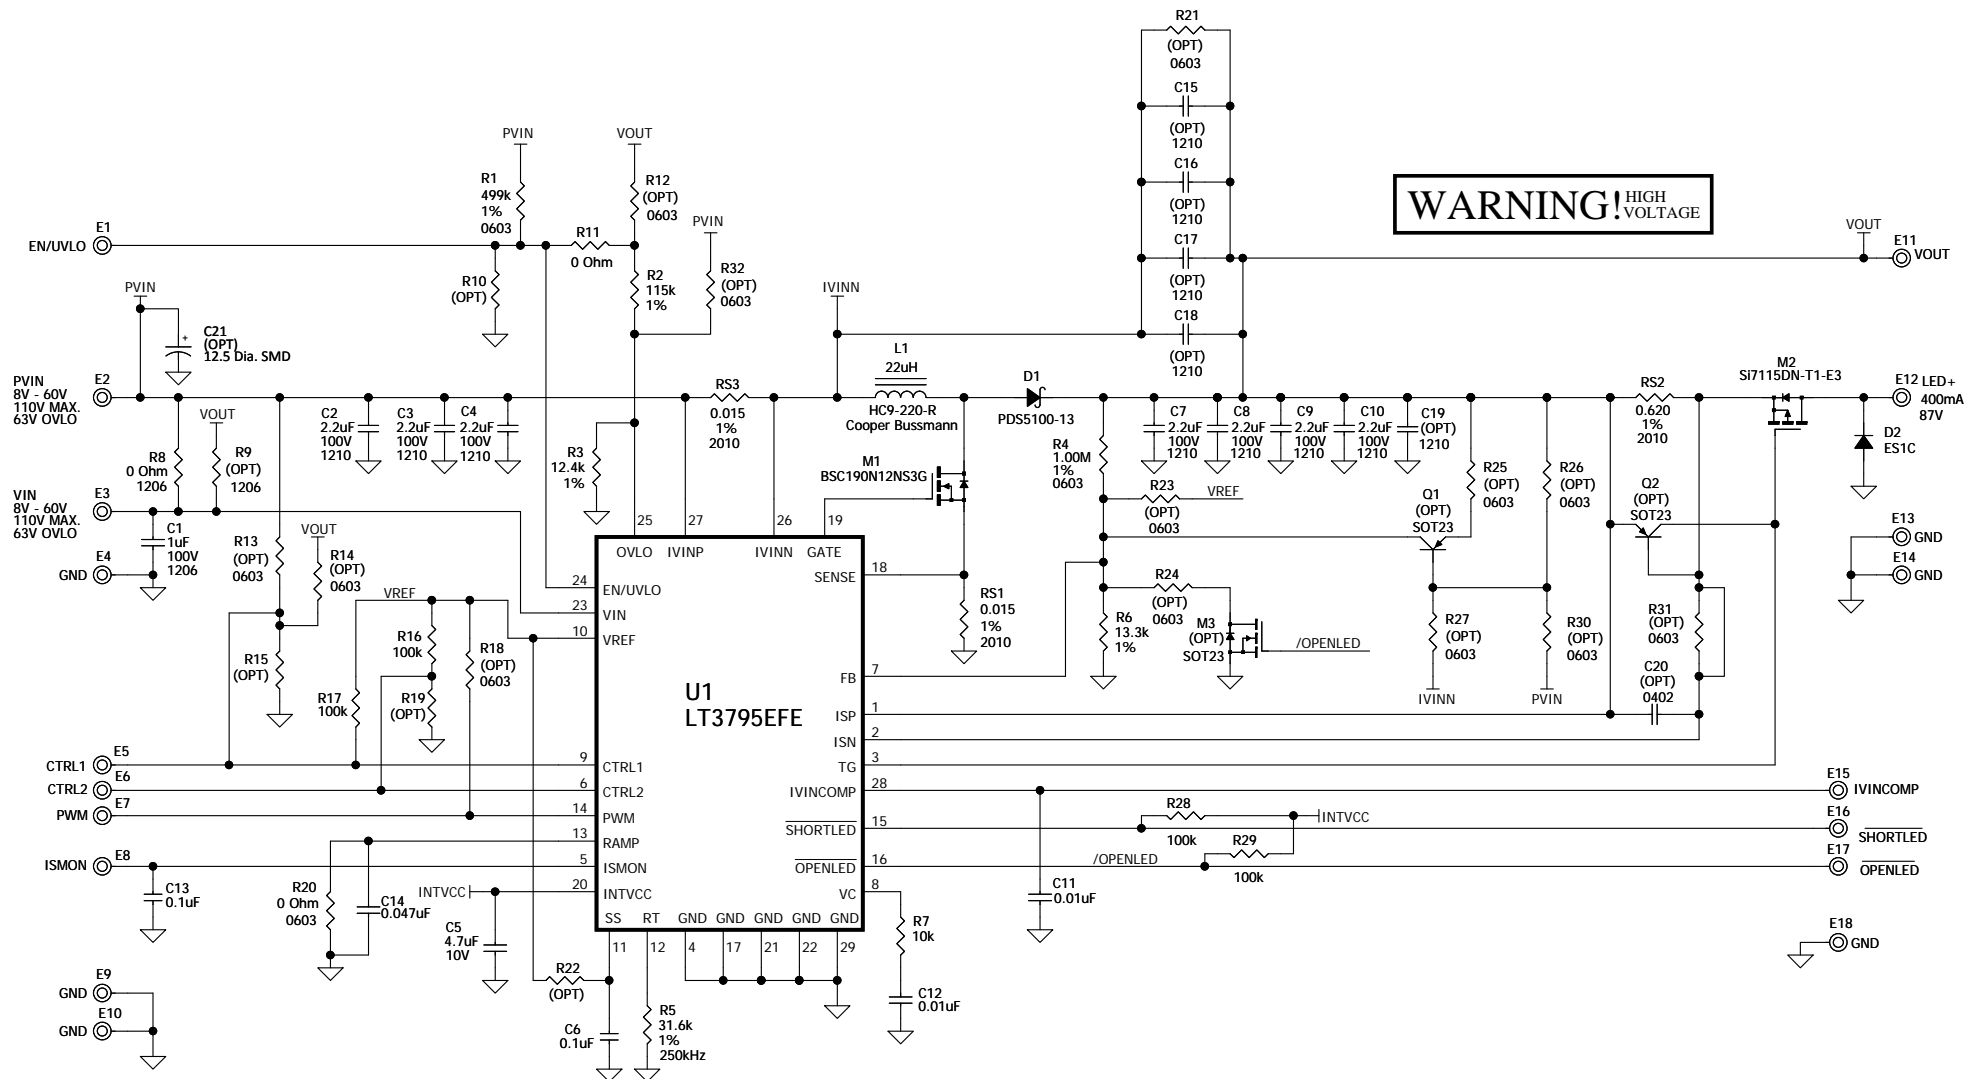 R21
(OPT)
0603
C15
(OPT)
1210
C16
(OPT)
1210
C17
(OPT)
1210
C18
(OPT)
1210
WARNING! HIGH
VOLTAGE
PVIN
VOUT
R1
499k
1%
0603
R12
(OPT)
0603
PVIN
E1
EN/UVLO
R11
0 Ohm
R10
(OPT)
R2
115k
1%
R32
(OPT)
0603
VOUT
E11
VOUT
PVIN
C21
(OPT)
12.5 Dia. SMD
+
IVINN
L1
22uH
HC9-220-R
Cooper Bussmann
D1
PDS5100-13
M2
Si7115DN-T1-E3
E2
PVIN
8V - 60V
110V MAX.
63V OVLO
RS3
0.015
1%
2010
RS2
0.620
1%
2010
E12
LED+
400mA
87V
VOUT
R8
0 Ohm
1206
R9
(OPT)
1206
C2
2.2uF
100V
1210
C3
2.2uF
100V
1210
C4
2.2uF
100V
1210
R3
12.4k
1%
M1
BSC190N12NS3G
R4
1.00M
1%
0603
C7
2.2uF
100V
1210
C8
2.2uF
100V
1210
C9
2.2uF
100V
1210
C10
2.2uF
100V
1210
C19
(OPT)
1210
D2
ES1C
R23
(OPT)
0603
VREF
Q1
(OPT)
SOT23
R25
(OPT)
0603
R26
(OPT)
0603
Q2
(OPT)
SOT23
E3
VIN
8V - 60V
110V MAX.
63V OVLO
C1
1uF
100V
1206
E4
GND
R13
(OPT)
0603
VOUT
R14
(OPT)
0603
R15
(OPT)
E13
GND
E14
GND
25
27
26
19
OVLO
IVINP
IVINN
GATE
24
EN/UVLO
23
VIN
10
VREF
SENSE
18
RS1
0.015
1%
2010
VREF
R16
100k
R18
(OPT)
0603
R17
100k
R19
(OPT)
R24
(OPT)
0603
R6
13.3k
1%
M3
(OPT)
SOT23
/OPENLED
R27
(OPT)
0603
IVINN
R30
(OPT)
0603
PVIN
R31
(OPT)
0603
C20
(OPT)
0402
U1
LT3795EFE
FB
7
ISP
1
ISN
2
TG
3
E5
CTRL1
9
CTRL1
E6
CTRL2
6
CTRL2
E7
PWM
14
PWM
13
RAMP
E8
ISMON
5
ISMON
20
INTVCC
IVINCOMP
28
SHORTLED
15
OPENLED
16
VC
8
E15
IVINCOMP
R28
100k
INTVCC
E16
SHORTLED
/OPENLED
R29
100k
E17
OPENLED
C13
0.1uF
R20
0 Ohm
0603
C14
0.047uF
INTVCC
C5
4.7uF
10V
SS
RT
GND
GND
GND
GND
GND
11
12
4
17
21
22
29
R7
10k
C11
0.01uF
C12
0.01uF
E18
GND
R22
(OPT)
C6
0.1uF
R5
31.6k
1%
250kHz
E9
GND
E10
GND